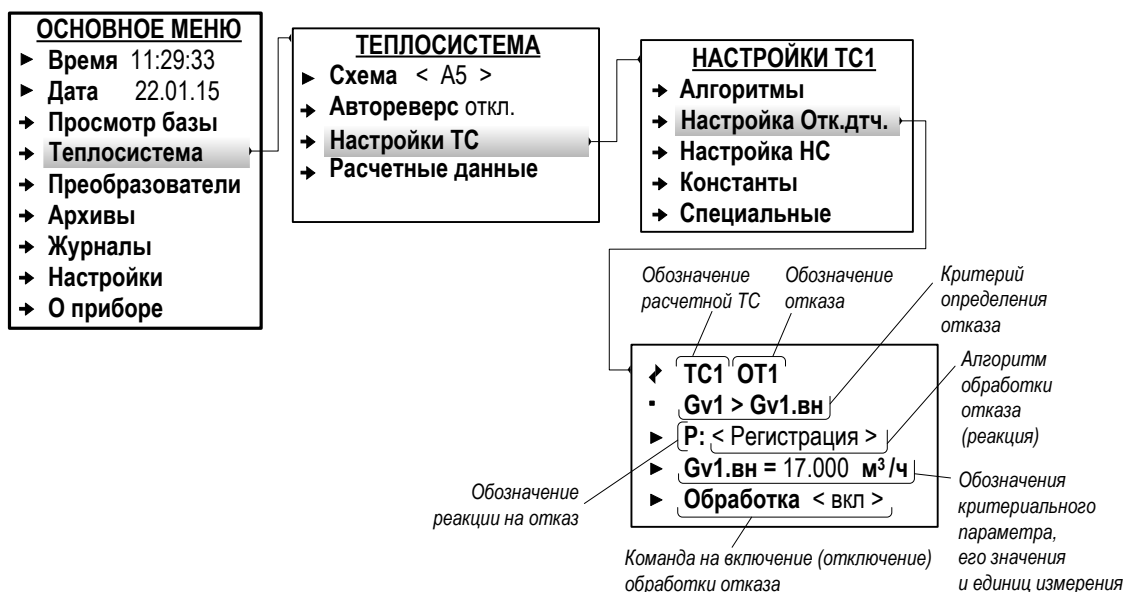 ОСНОВНОЕ МЕНЮ
Время 11:29:33
Дата 22.01.15
Просмотр базы
Теплосистема
Преобразователи
Архивы
Журналы
Настройки
О приборе
ТЕПЛОСИСТЕМА
Схема < А5 >
Автореверс откл.
Настройки ТС
Расчетные данные
НАСТРОЙКИ ТС1
Алгоритмы
Настройка Отк.дтч.
Настройка НС
Константы
Специальные
Обозначение
расчетной ТС
Обозначение
отказа
Критерий
определения
отказа
ТС1 ОТ1
Gv1 > Gv1.вн
Р: < Регистрация >
Gv1.вн = 17.000 м³/ч
Обработка < вкл >
Алгоритм
обработки
отказа
(реакция)
Обозначение
реакции на отказ
Обозначения
критериального
параметра,
его значения
и единиц измерения
Команда на включение (отключение)
обработки отказа